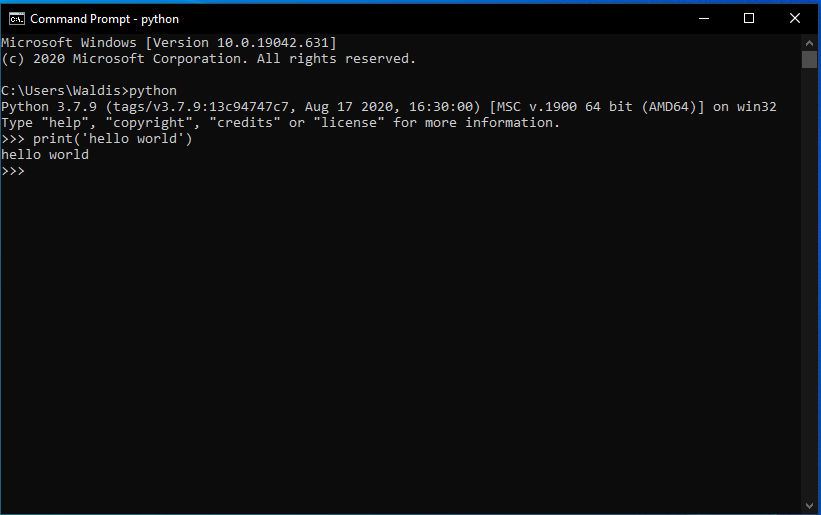 Command Prompt - python
Microsoft Windows [Version 10.0.19042.631]
(c) 2020 Microsoft Corporation. All rights reserved.
C:\Users\Waldis>python
Python 3.7.9 (tags/v3.7.9:13c94747c7, Aug 17 2020, 16:30:00) [MSC v.1900 64 bit (AMD64)] on win32
Type "help", "copyright", "credits" or "license" for more information.
>>> print('hello world')
hello world
>>>